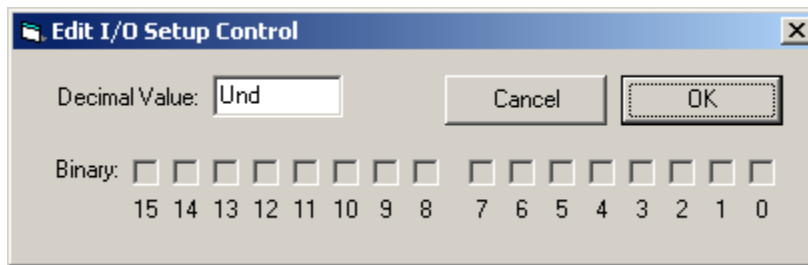 Edit I/O Setup Control
Decimal Value: Und Cancel OK
Binary:
15 14 13 12 11 10 9 8 7 6 5 4 3 2 1 0